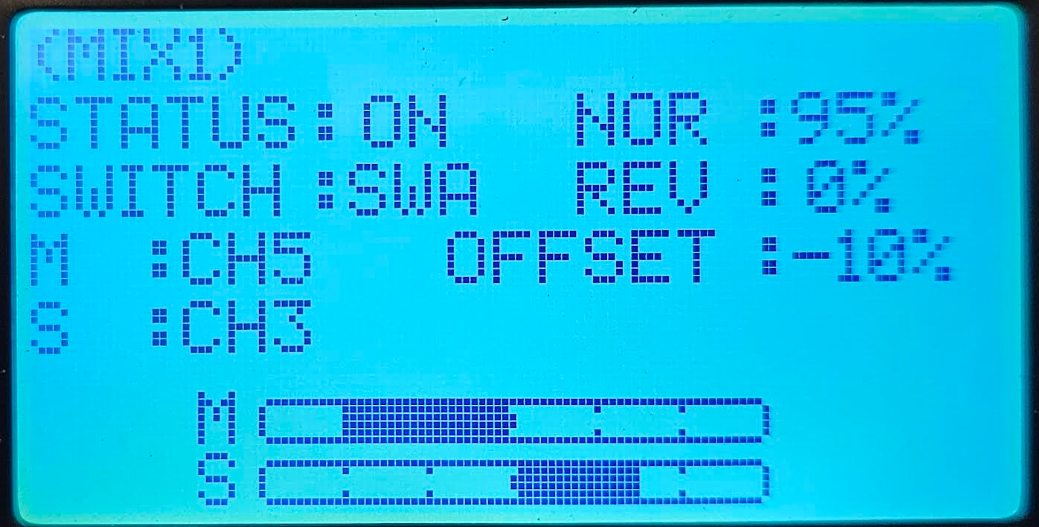 (MIX1)
STATUS:ON NOR :95%
SWITCH:SWA REV : 0%
M :CH5 OFFSET :-10%
S :CH3
M
S